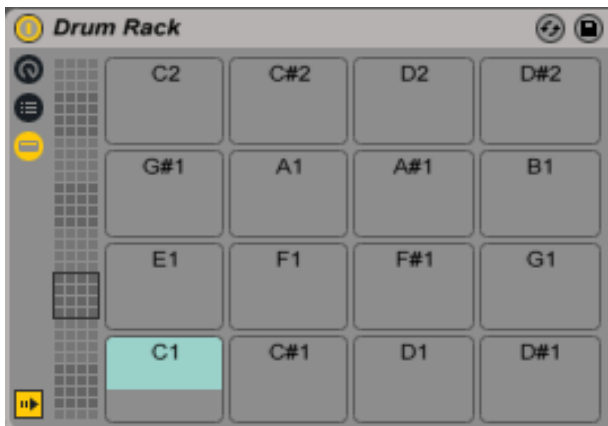 Drum Rack
C2 C#2 D2 D#2
G#1 A1 A#1 B1
E1 F1 F#1 G1
C1 C#1 D1 D#1